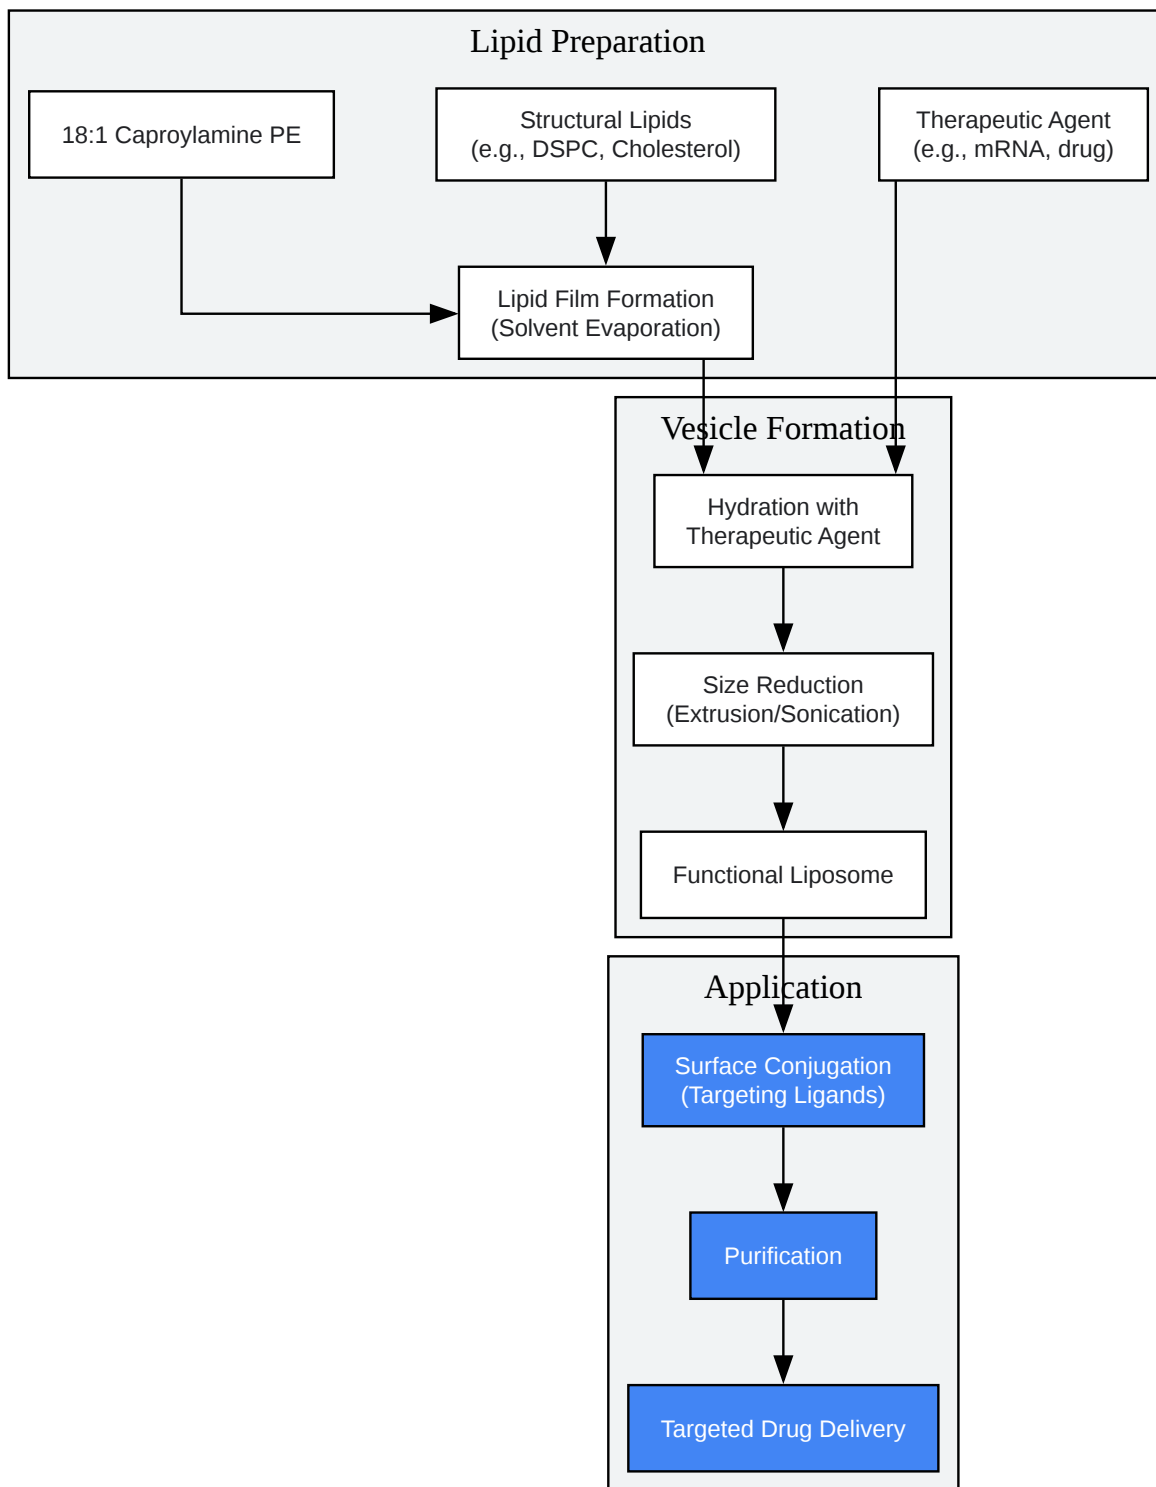 Lipid Preparation
18:1 Caproylamine PE
Structural Lipids
(e.g., DSPC, Cholesterol)
Therapeutic Agent
(e.g., mRNA, drug)
Lipid Film Formation
(Solvent Evaporation)
Vesicle Formation
Hydration with
Therapeutic Agent
Size Reduction
(Extrusion/Sonication)
Functional Liposome
Application
Surface Conjugation
(Targeting Ligands)
Purification
Targeted Drug Delivery